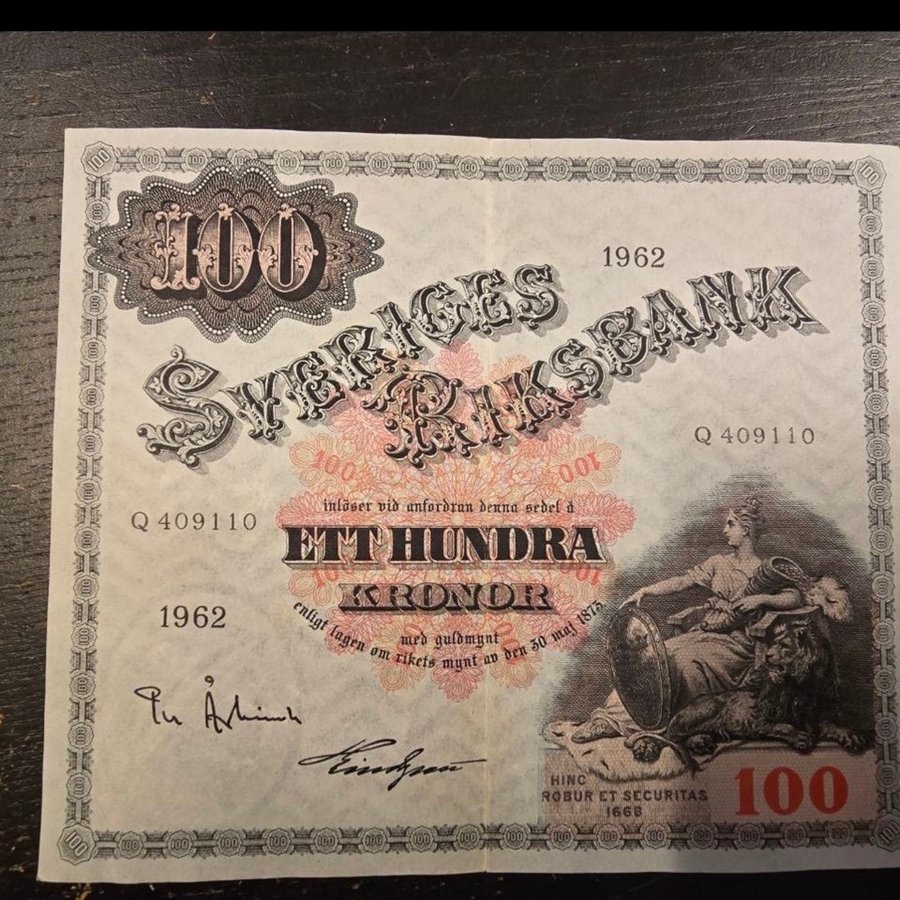 100
1962
SVERIGES
RIKSBANK
Q 409110
100 100
inlöser vid anfordran denna sedel å
Q 409110
ETT HUNDRA
KRONOR
med guldmynt
enligt lagen om rikets mynt av den 30 maj 1873.
1962
HINC
ROBUR ET SECURITAS
1668
100